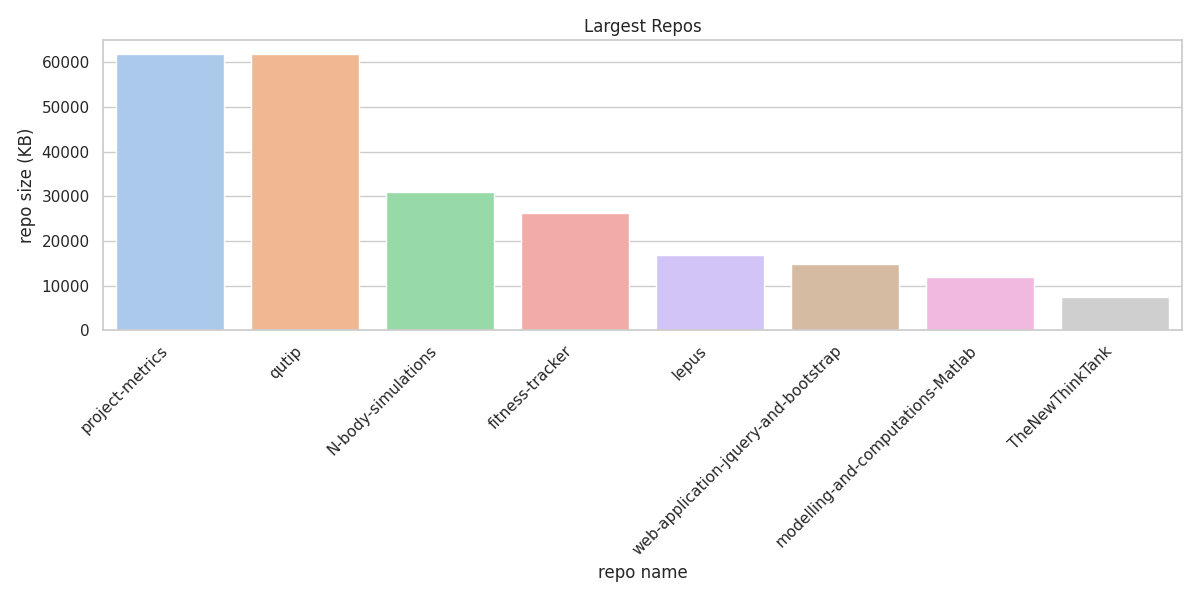 Largest Repos
repo size (KB)
60000
50000
40000
30000
20000
10000
0
project-metrics
qutip
N-body-simulations
fitness-tracker
lepus
web-application-jquery-and-bootstrap
modelling-and-computations-Matlab
TheNewThinkTank
repo name